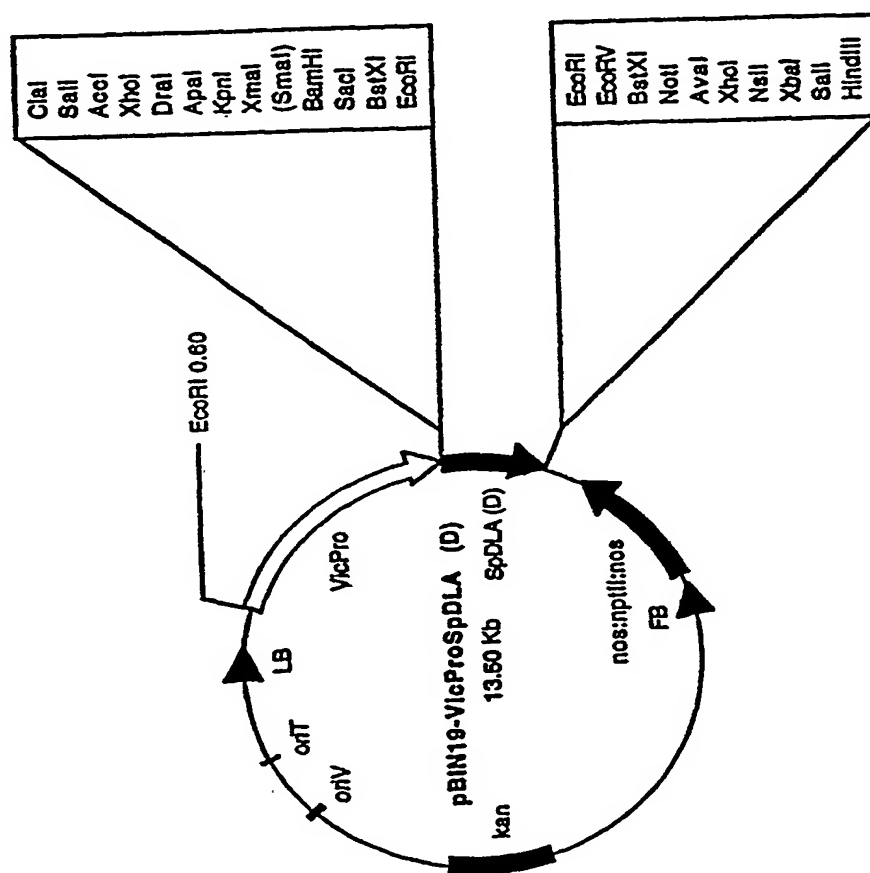 ClaI
SalI
AccI
XhoI
DraI
ApaI
KpnI
XmaI
(SmaI)
BamHI
SacI
BstXI
EcoRI
EcoRI
EcoRV
BstXI
NotI
AvaI
XhoI
NsiI
XbaI
SalI
HindIII
EcoRI 0.60
VicPro
LB
oriT
oriV
pBIN19-VicProSpDLA (D)
13.50 Kb
SpDLA (D)
nos:nptII:nos
FB
kan